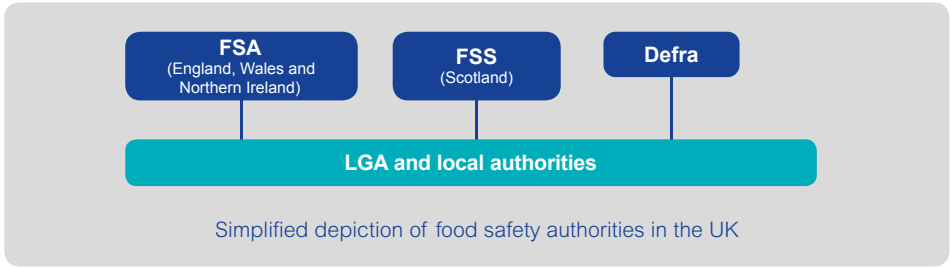 FSA
(England, Wales and
Northern Ireland)
FSS
(Scotland)
Defra
LGA and local authorities
Simplified depiction of food safety authorities in the UK